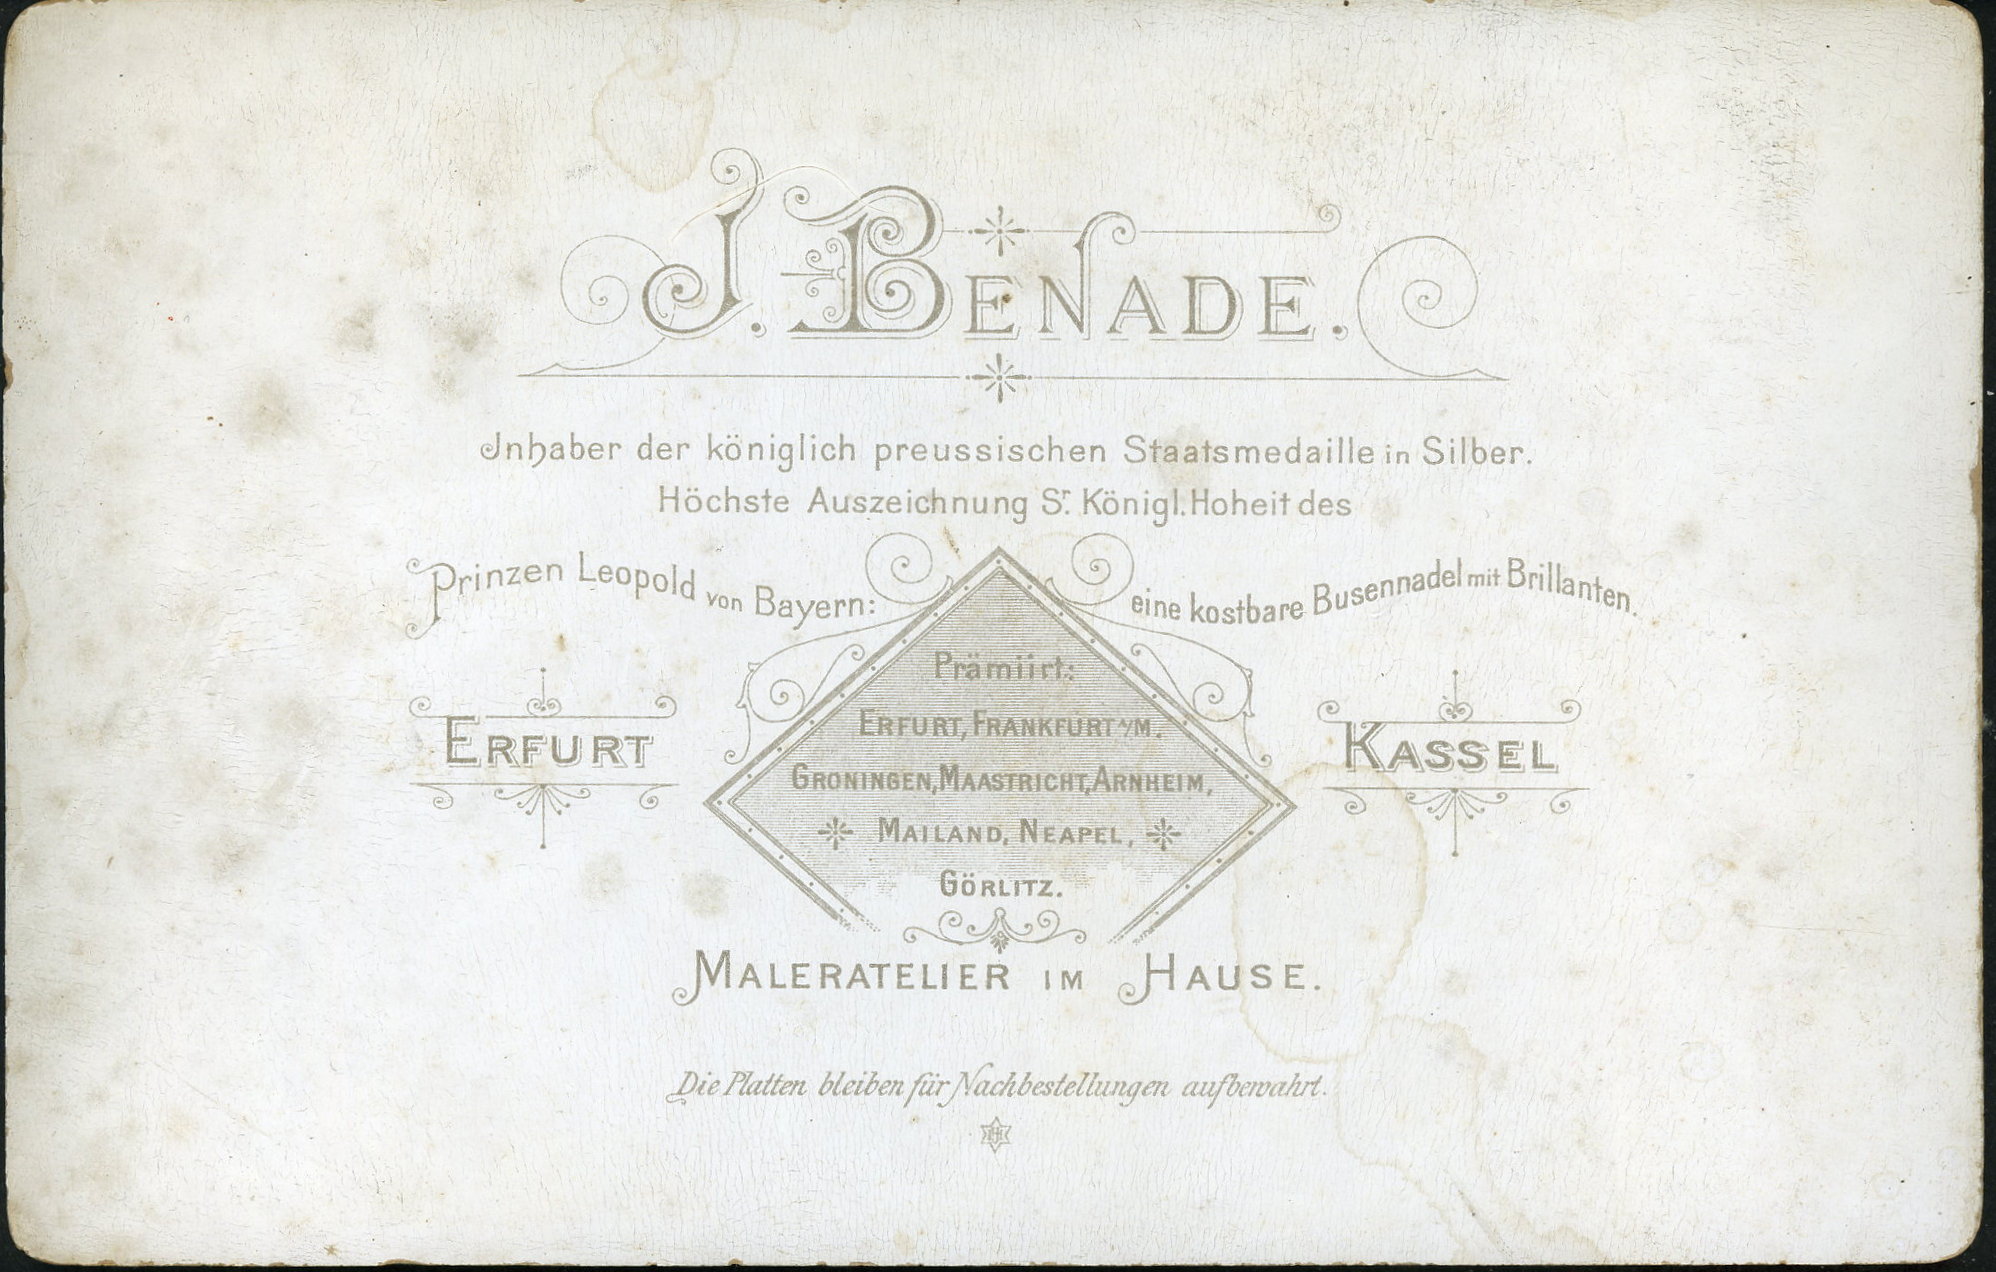 J. BENADE.
Inhaber der königlich preussischen Staatsmedaille in Silber.
Höchste Auszeichnung Sr. Königl. Hoheit des
Prinzen Leopold von Bayern: eine kostbare Busennadel mit Brillanten.
Prämiirt:
ERFURT, FRANKFURT a/M.
GRONINGEN, MAASTRICHT, ARNHEIM,
MAILAND, NEAPEL,
GÖRLITZ.
ERFURT
KASSEL
MALERATELIER IM HAUSE.
Die Platten bleiben für Nachbestellungen aufbewahrt.